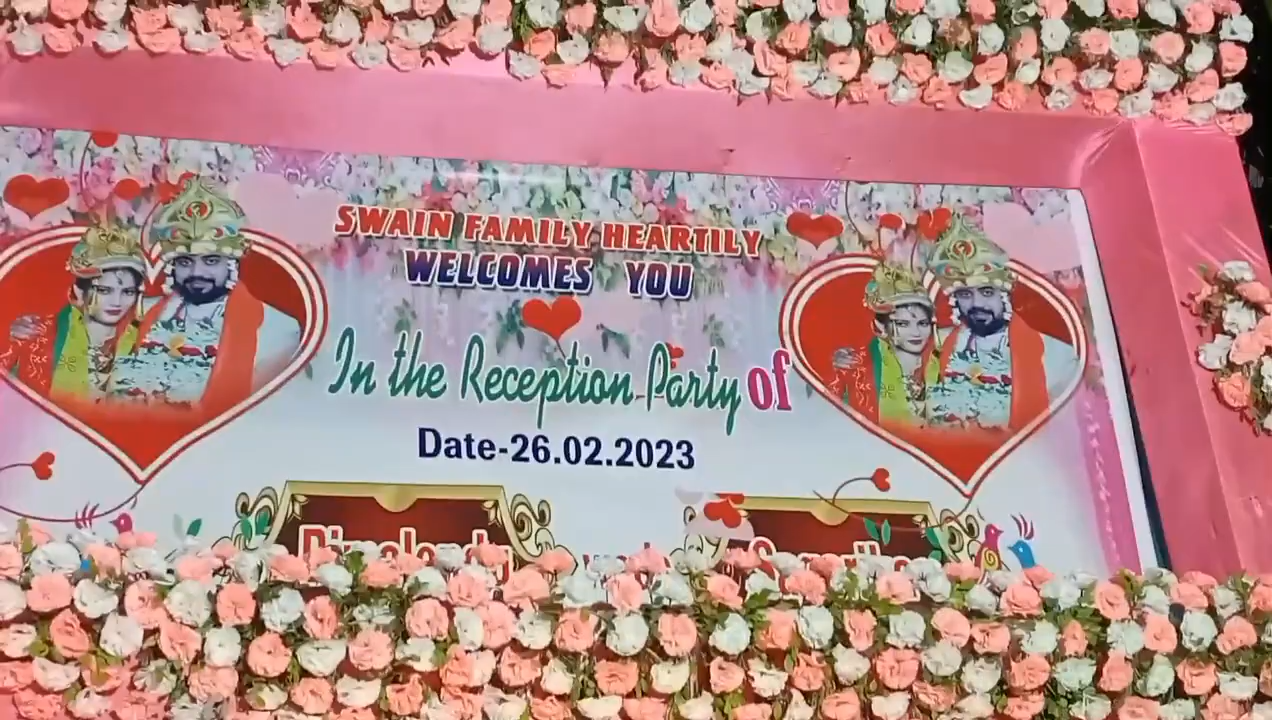 SWAIN FAMILY HEARTILY
WELCOMES YOU
In the Reception Party of
Date-26.02.2023